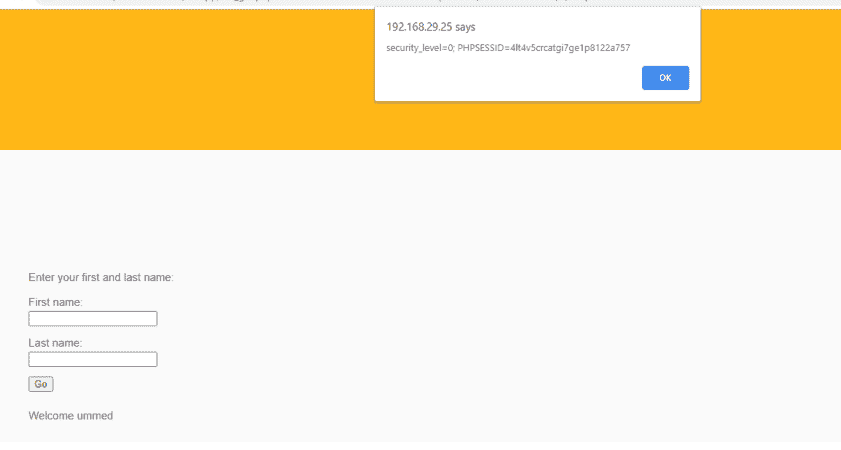 192.168.29.25 says
security_level=0; PHPSESSID=4lt4v5crcatgi7ge1p8122a757
OK
Enter your first and last name:
First name:
Last name:
Go
Welcome ummed